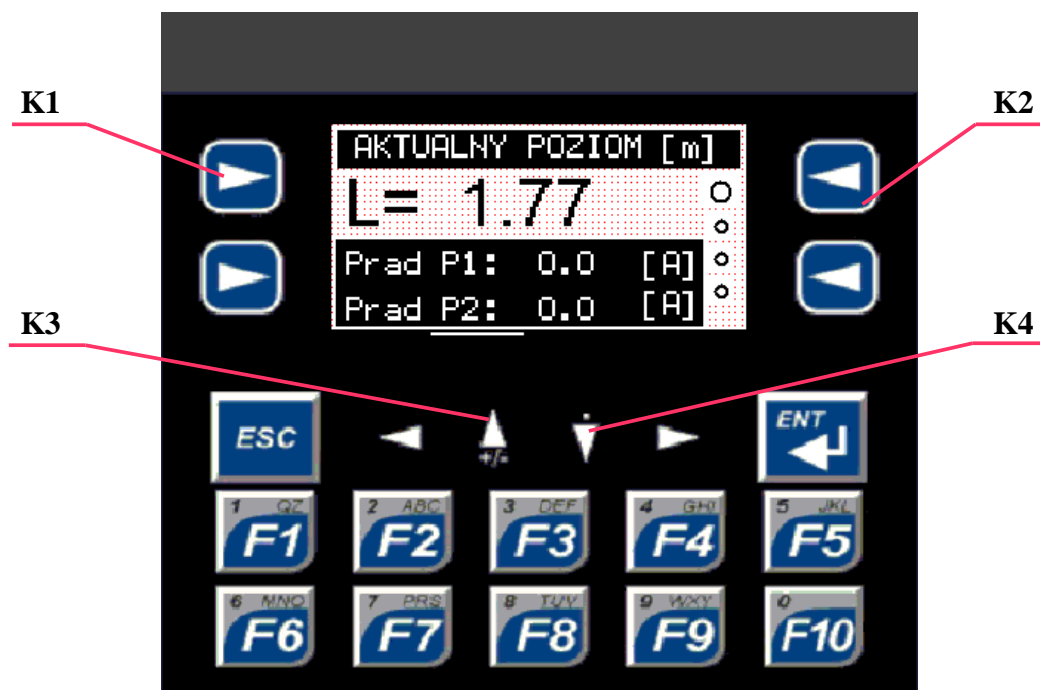 K1
K2
AKTUALNY POZIOM [m]
L= 1.77
Prad P1: 0.0 [A]
Prad P2: 0.0 [A]
K3
K4
ESC
+/-
ENT
1 QZ
F1
2 ABC
F2
3 DEF
F3
4 GHI
F4
5 JKL
F5
6 MNO
F6
7 PRS
F7
8 TUV
F8
9 WXY
F9
0
F10